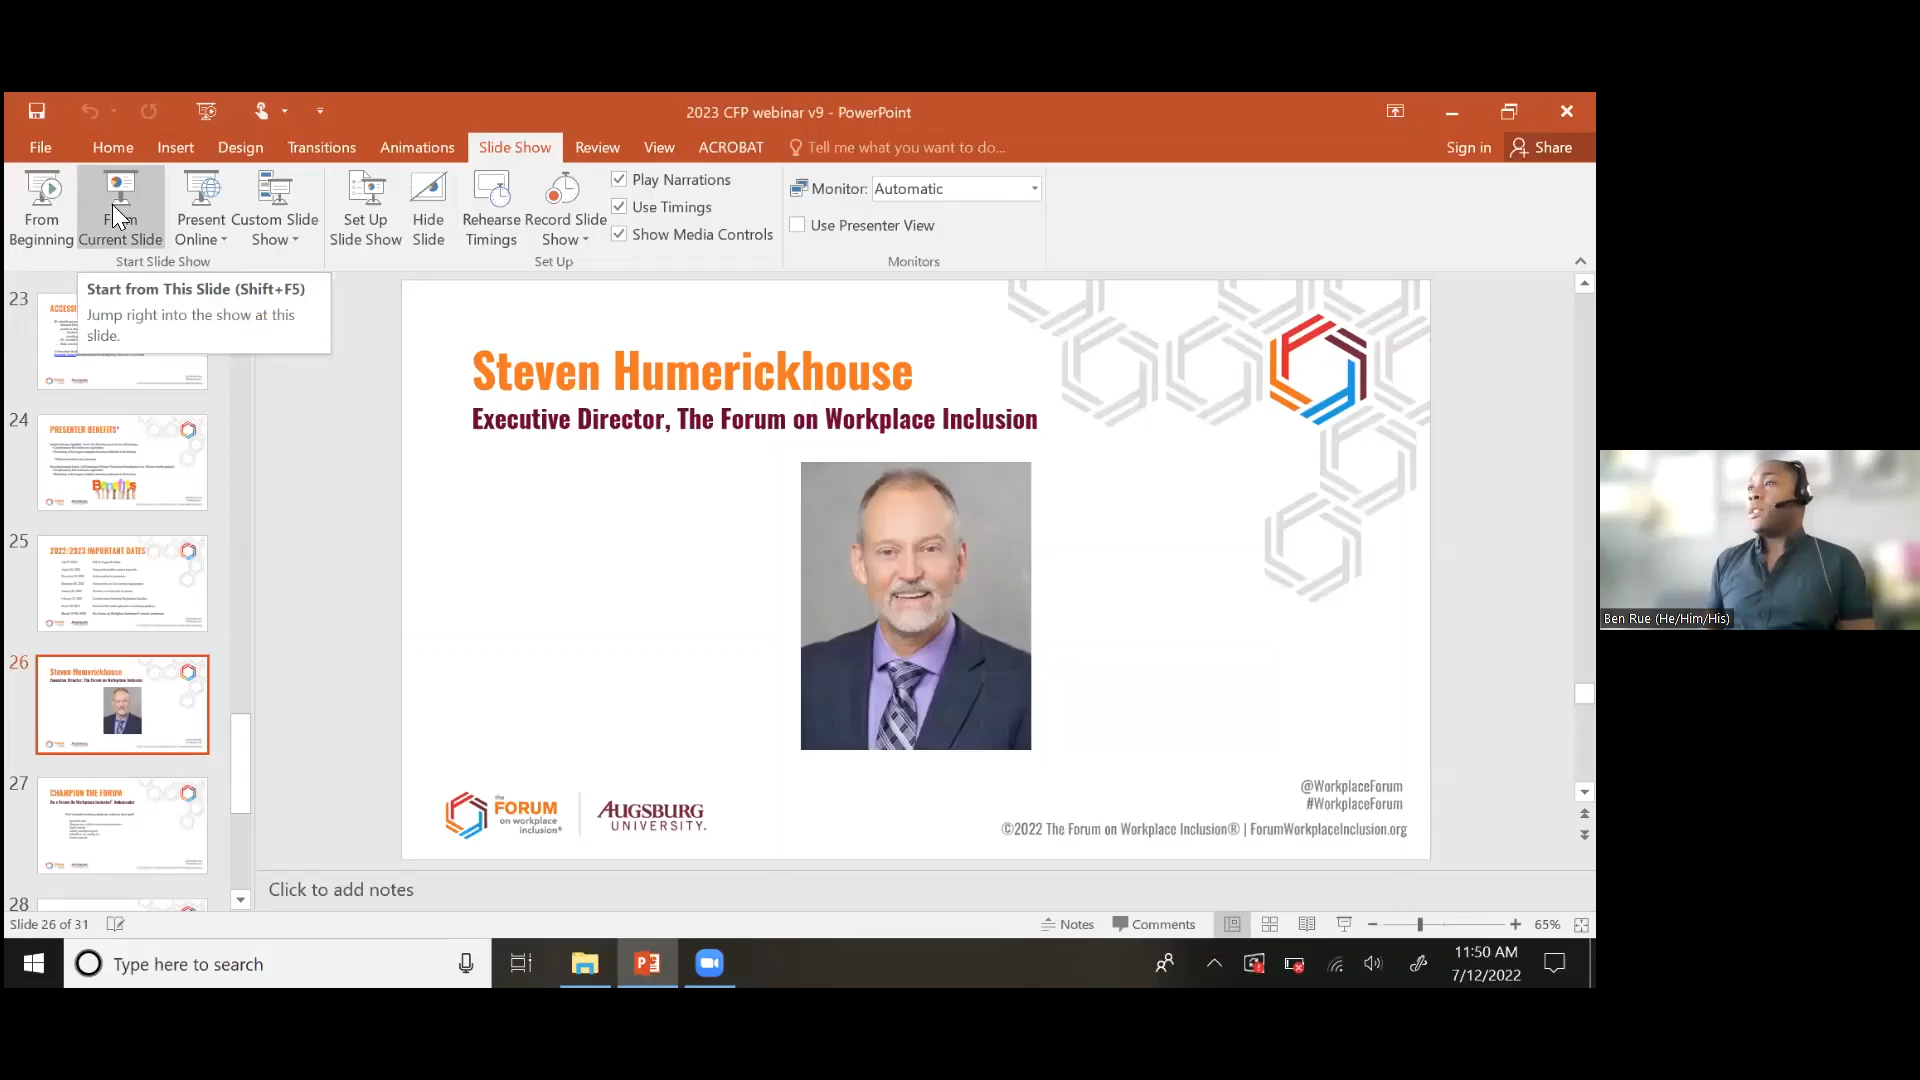 2023 CFP webinar v9 - PowerPoint
File Home Insert Design Transitions Animations Slide Show Review View ACROBAT Tell me what you want to do... Sign in Share
From Beginning
From Current Slide
Present Online
Custom Slide Show
Set Up Slide Show
Hide Slide
Rehearse Timings
Record Slide Show
Play Narrations
Use Timings
Show Media Controls
Monitor: Automatic
Use Presenter View
Start Slide Show
Set Up
Monitors
Start from This Slide (Shift+F5)
Jump right into the show at this
slide.
23
24
PRESENTER BENEFITS*
Benefits
25
2022/2023 IMPORTANT DATES
26
Steven Humerickhouse
Executive Director, The Forum on Workplace Inclusion
27
CHAMPION THE FORUM
28
Steven Humerickhouse
Executive Director, The Forum on Workplace Inclusion
the
FORUM
on workplace
inclusion®
AUGSBURG
UNIVERSITY.
@WorkplaceForum
#WorkplaceForum
©2022 The Forum on Workplace Inclusion® | ForumWorkplaceInclusion.org
Ben Rue (He/Him/His)
Click to add notes
Slide 26 of 31
Notes Comments 65%
Type here to search
11:50 AM
7/12/2022